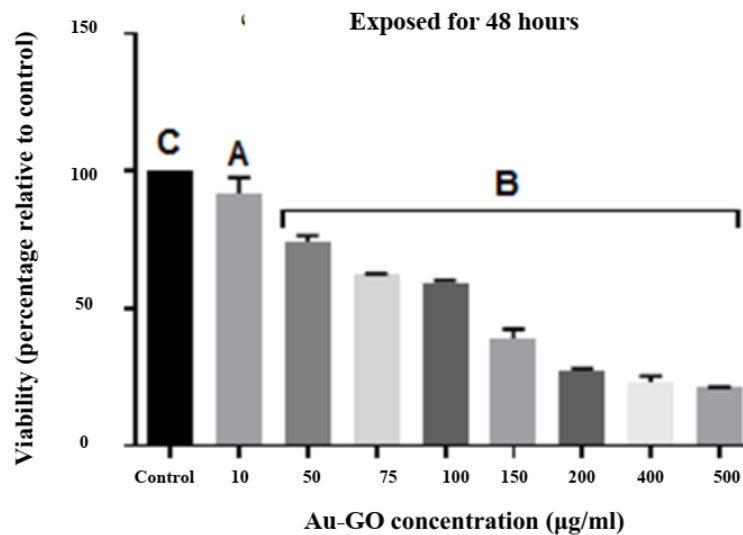 Exposed for 48 hours
Viability (percentage relative to control)
150
100
50
0
C
A
B
Control 10 50 75 100 150 200 400 500
Au-GO concentration (µg/ml)